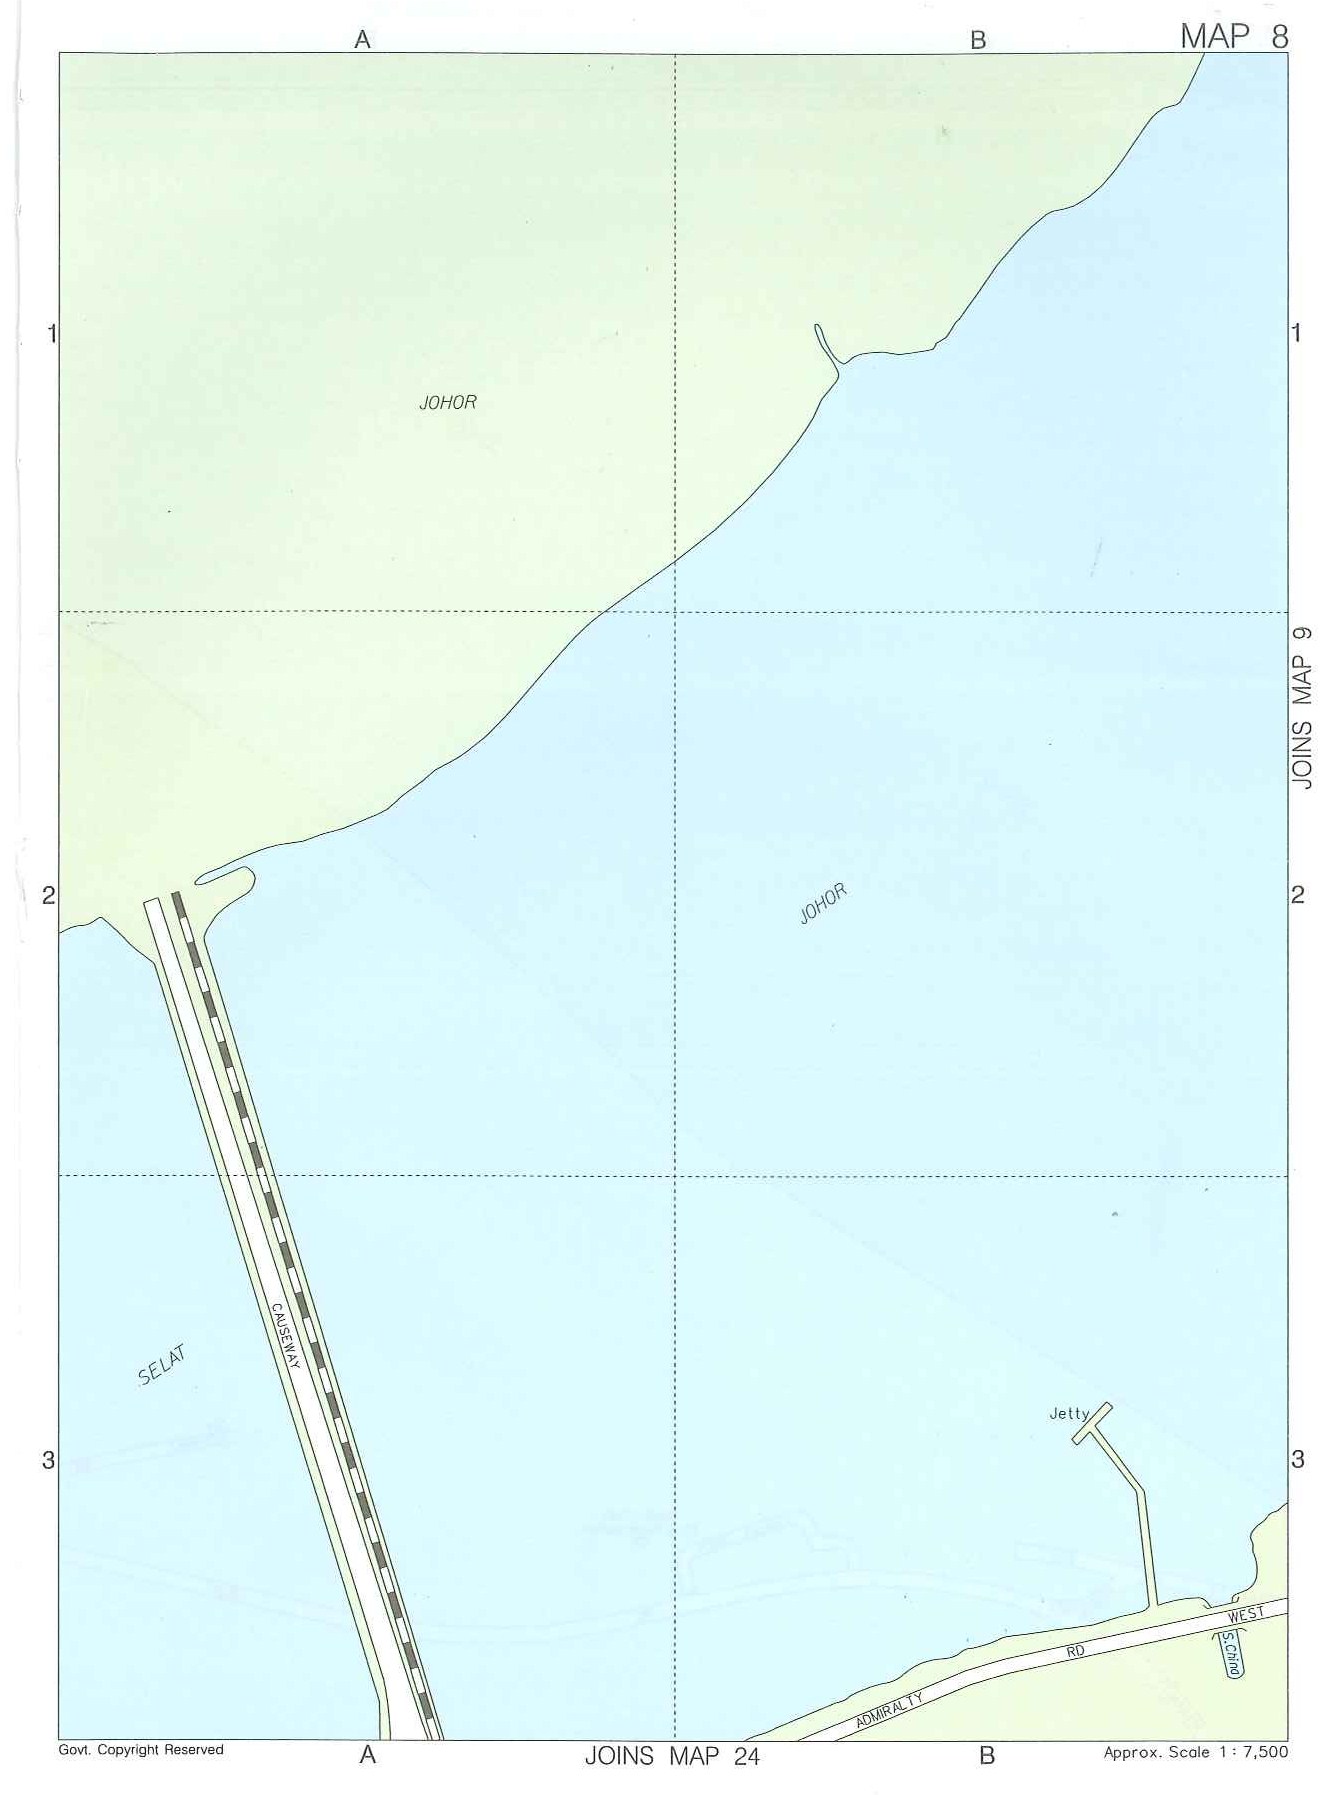 A
B
MAP 8
1
1
JOHOR
JOINS MAP 9
2
2
JOHOR
CAUSEWAY
SELAT
Jetty
3
3
WEST
RD
S.China
ADMIRALTY
Govt. Copyright Reserved
A
JOINS MAP 24
B
Approx. Scale 1 : 7,500